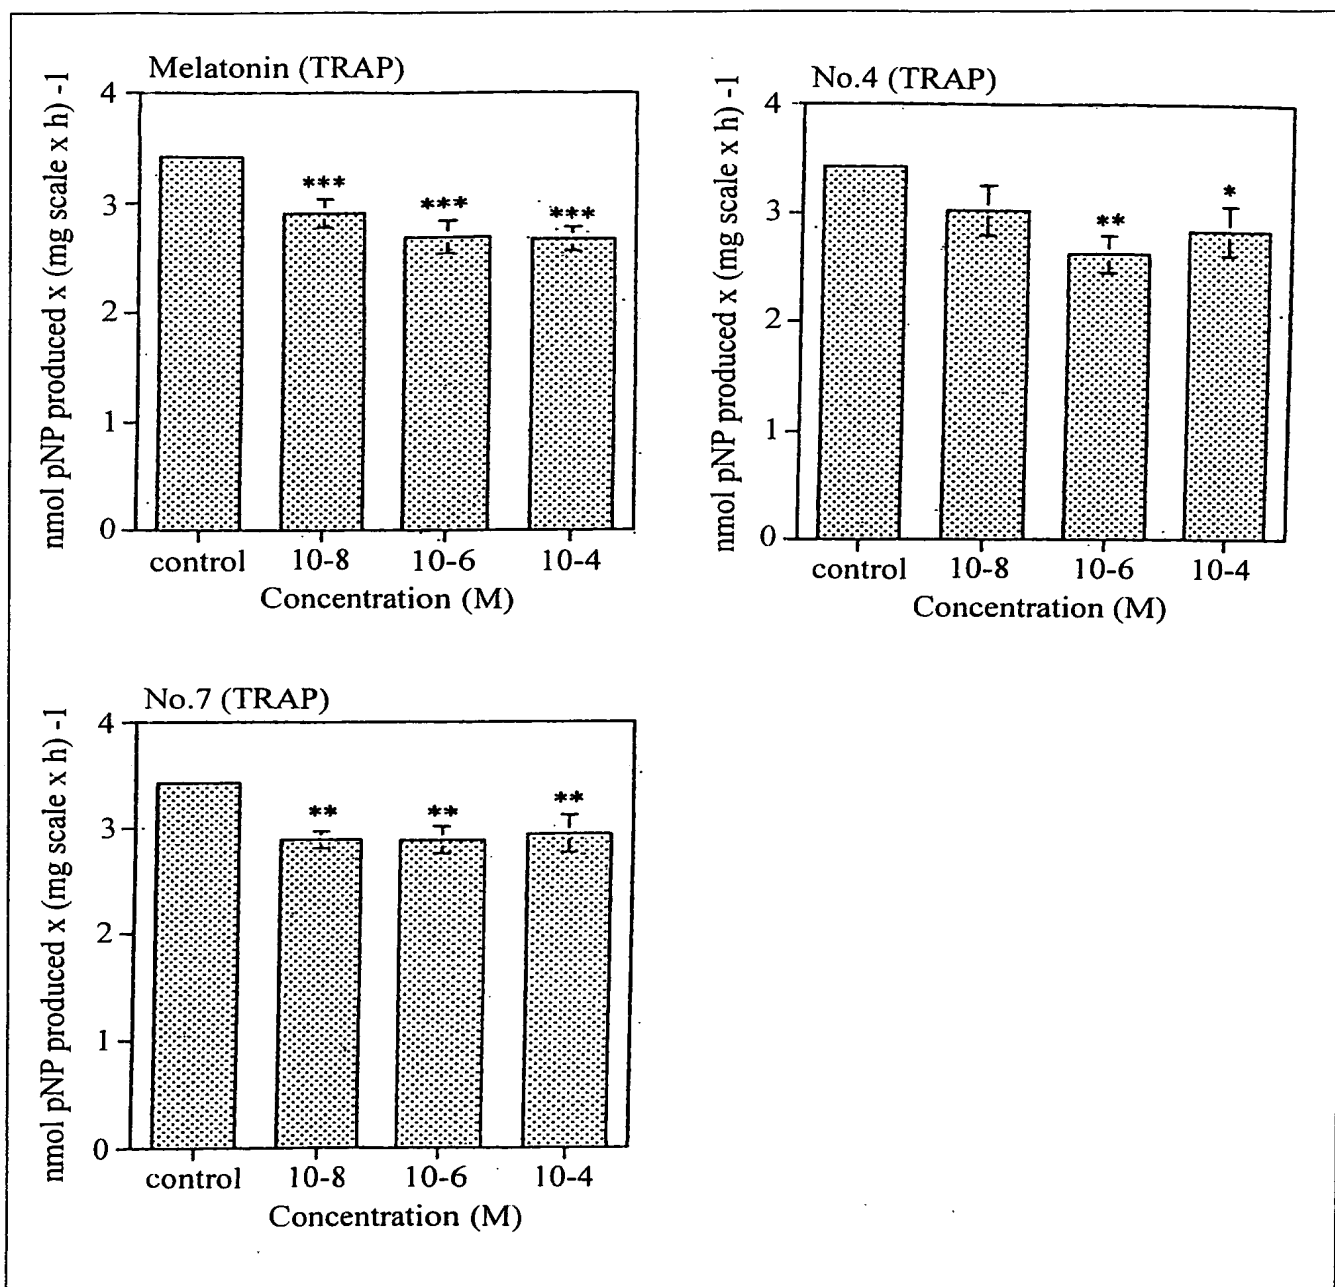 Melatonin (TRAP)
nmol pNP produced x (mg scale x h) -1
4
3
2
1
0
***
***
***
control 10-8 10-6 10-4
Concentration (M)
No.4 (TRAP)
nmol pNP produced x (mg scale x h) -1
4
3
2
1
0
**
*
control 10-8 10-6 10-4
Concentration (M)
No.7 (TRAP)
nmol pNP produced x (mg scale x h) -1
4
3
2
1
0
**
**
**
control 10-8 10-6 10-4
Concentration (M)